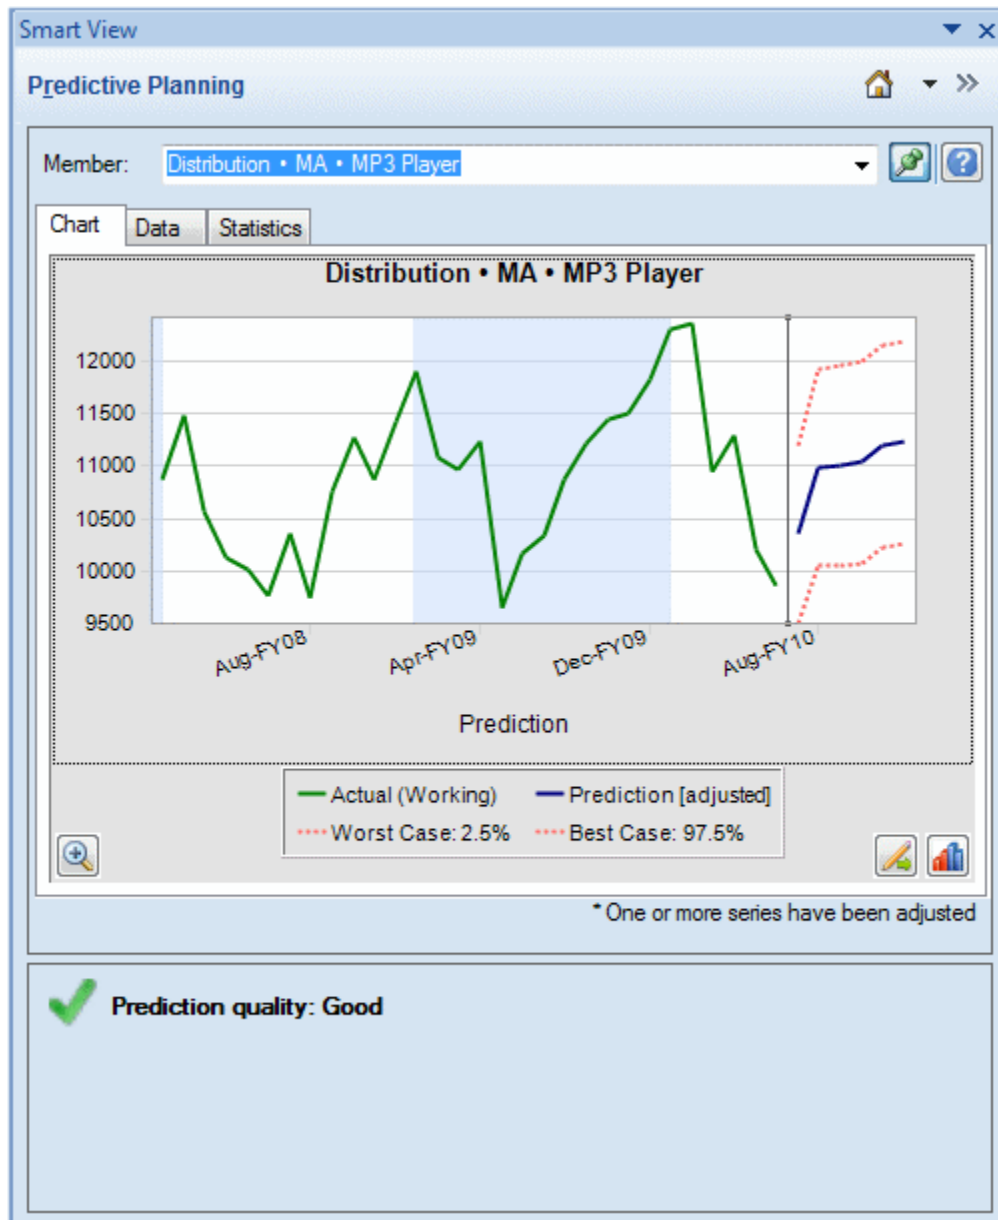 Smart View
Predictive Planning
Member: Distribution • MA • MP3 Player
Chart Data Statistics
Distribution • MA • MP3 Player
12000
11500
11000
10500
10000
9500
Aug-FY08 Apr-FY09 Dec-FY09 Aug-FY10
Prediction
Actual (Working) Prediction [adjusted]
Worst Case: 2.5% Best Case: 97.5%
* One or more series have been adjusted
Prediction quality: Good